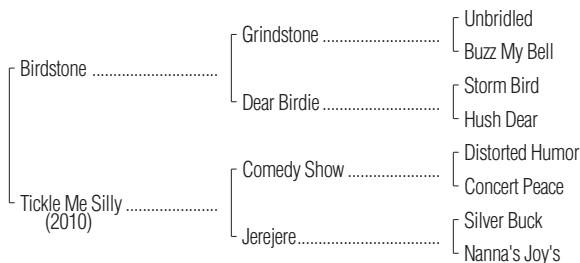 Birdstone ................................
Tickle Me Silly ........................
(2010)
Grindstone ...............................
Dear Birdie ...............................
Comedy Show ........................
Jerejere.....................................
Unbridled
Buzz My Bell
Storm Bird
Hush Dear
Distorted Humor
Concert Peace
Silver Buck
Nanna's Joy's